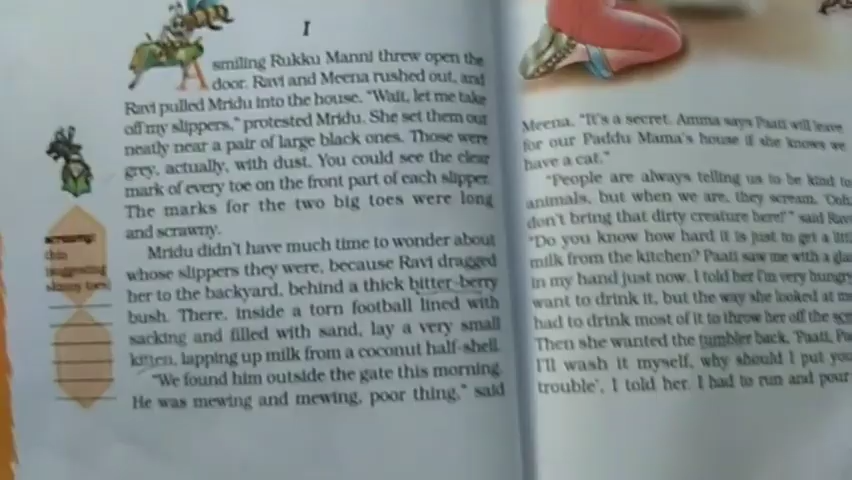 I
smiling Rukku Manni threw open the
door. Ravi and Meena rushed out, and
Ravi pulled Mridu into the house. "Wait, let me take
off my slippers," protested Mridu. She set them out
neatly near a pair of large black ones. Those were
grey, actually, with dust. You could see the clear
mark of every toe on the front part of each slipper.
The marks for the two big toes were long
and scrawny.
scrawny:
thin
(suggesting
skinny toes)
Mridu didn't have much time to wonder about
whose slippers they were, because Ravi dragged
her to the backyard, behind a thick bitter-berry
bush. There, inside a torn football lined with
sacking and filled with sand, lay a very small
kitten, lapping up milk from a coconut half-shell.
"We found him outside the gate this morning.
He was mewing and mewing, poor thing," said
Meena. "It's a secret. Amma says Paati will leave
for our Paddu Mama's house if she knows we
have a cat."
"People are always telling us to be kind to
animals, but when we are, they scream, 'Ooh,
don't bring that dirty creature here!'" said Ravi.
"Do you know how hard it is just to get a
milk from the kitchen? Paati saw me with a
in my hand just now. I told her I'm very hungry
want to drink it, but the way she looked at me
had to drink most of it to throw her off the
Then she wanted the tumbler back. 'Paati,
I'll wash it myself, why should I put you
trouble', I told her. I had to run and pour